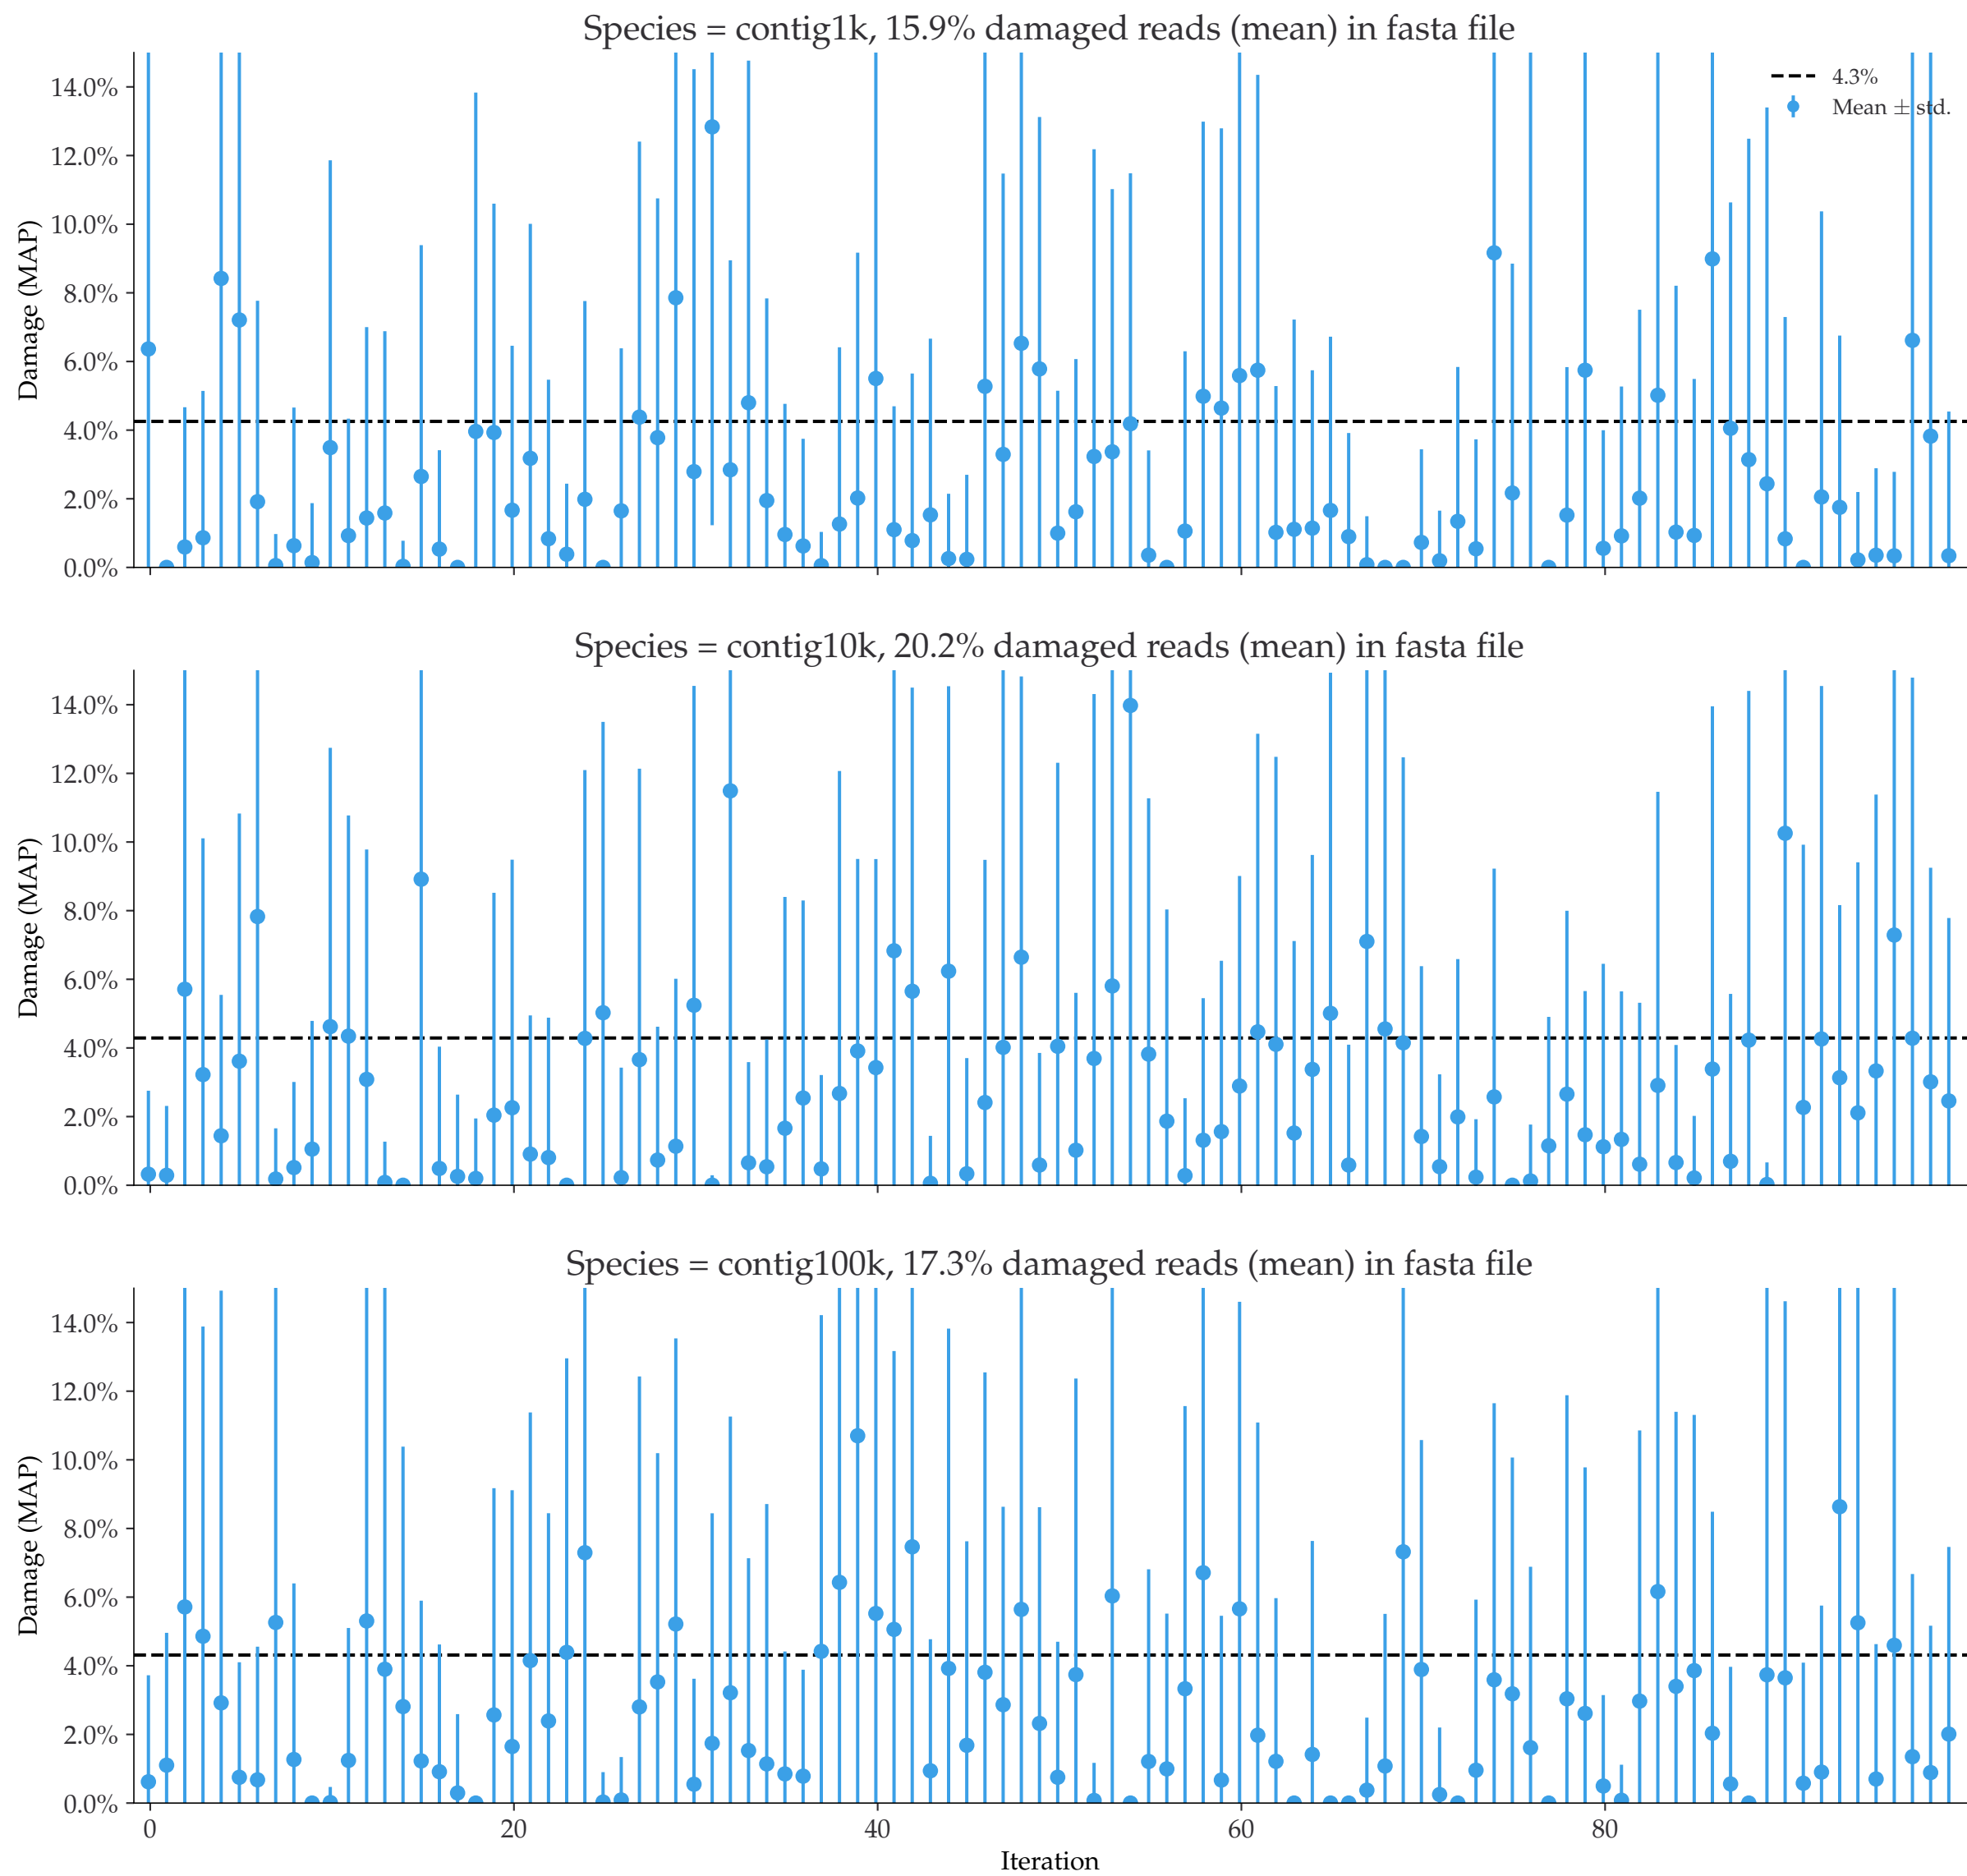 Species = contig1k, 15.9% damaged reads (mean) in fasta file
14.0%
12.0%
10.0%
8.0%
6.0%
4.0%
2.0%
0.0%
Damage (MAP)
4.3%
Mean ± std.
Species = contig10k, 20.2% damaged reads (mean) in fasta file
14.0%
12.0%
10.0%
8.0%
6.0%
4.0%
2.0%
0.0%
Damage (MAP)
Species = contig100k, 17.3% damaged reads (mean) in fasta file
14.0%
12.0%
10.0%
8.0%
6.0%
4.0%
2.0%
0.0%
Damage (MAP)
0 20 40 60 80
Iteration